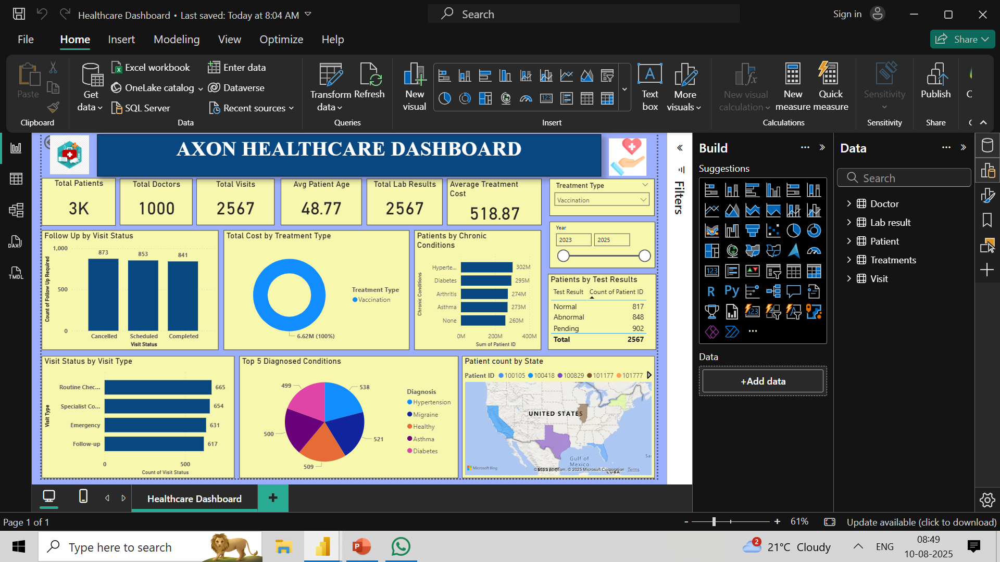 Healthcare Dashboard • Last saved: Today at 8:04 AM
Search
Sign in
File
Home
Insert
Modeling
View
Optimize
Help
Share
Paste
Clipboard
Get data
Excel workbook
OneLake catalog
SQL Server
Enter data
Dataverse
Recent sources
Data
Transform data
Refresh
Queries
New visual
Text box
More visuals
Insert
New visual calculation
New measure
Quick measure
Calculations
Sensitivity
Sensitivity
Publish
Share
DAX
TMDL
AXON HEALTHCARE DASHBOARD
Total Patients
3K
Total Doctors
1000
Total Visits
2567
Avg Patient Age
48.77
Total Lab Results
2567
Average Treatment Cost
518.87
Treatment Type
Vaccination
Year
2023
2025
Follow Up by Visit Status
Count of Follow Up Required
1,000
500
0
873
853
841
Cancelled
Scheduled
Completed
Visit Status
Total Cost by Treatment Type
Treatment Type
Vaccination
6.62M (100%)
Patients by Chronic Conditions
Chronic Conditions
Hyperte... 302M
Diabetes 295M
Arthritis 274M
Asthma 273M
None 260M
0M 200M 400M
Sum of Patient ID
Patients by Test Results
Test Result Count of Patient ID
Normal 817
Abnormal 848
Pending 902
Total 2567
Visit Status by Visit Type
Visit Type
Routine Chec... 665
Specialist Co... 654
Emergency 631
Follow-up 617
0 500
Count of Visit Status
Top 5 Diagnosed Conditions
499
538
500
521
509
Diagnosis
Hypertension
Migraine
Healthy
Asthma
Diabetes
Patient count by State
Patient ID 100105 100418 100829 101177 101777
UNITED STATES
Gulf of Mexico
CUBA
Microsoft Bing
© 2025 TomTom, © 2025 Microsoft Corporation Terms
Filters
Build
Suggestions
123
R
Py
123
Data
+Add data
Data
Search
Doctor
Lab result
Patient
Treatments
Visit
Healthcare Dashboard
Page 1 of 1
61%
Update available (click to download)
Type here to search
2
21°C Cloudy
ENG
08:49
10-08-2025